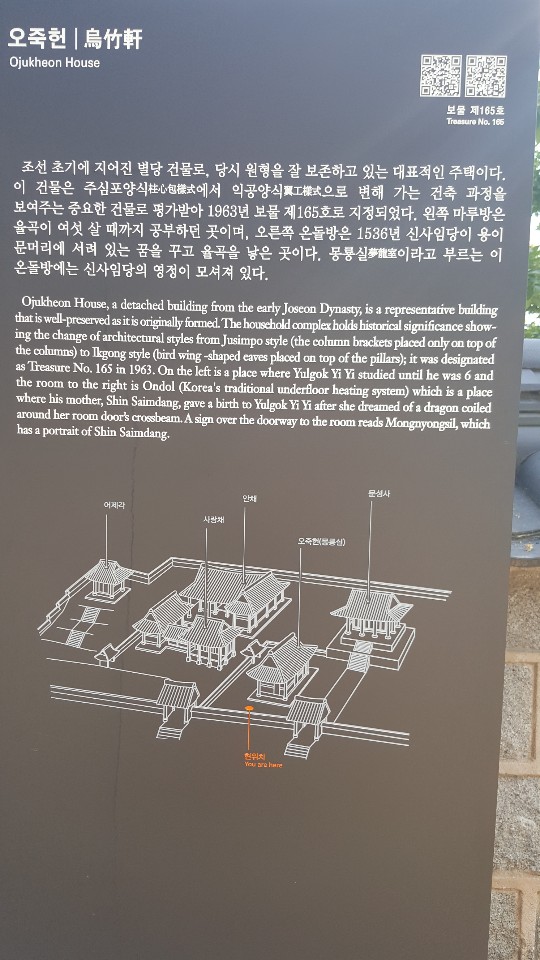 오죽헌 | 烏竹軒
Ojukheon House
보물 제165호
Treasure No. 165
조선 초기에 지어진 별당 건물로, 당시 원형을 잘 보존하고 있는 대표적인 주택이다.
이 건물은 주심포양식柱心包樣式에서 익공양식翼工樣式으로 변해 가는 건축 과정을
보여주는 중요한 건물로 평가받아 1963년 보물 제165호로 지정되었다. 왼쪽 마루방은
율곡이 여섯 살 때까지 공부하던 곳이며, 오른쪽 온돌방은 1536년 신사임당이 용이
문머리에 서려 있는 꿈을 꾸고 율곡을 낳은 곳이다. 몽룡실夢龍室이라고 부르는 이
온돌방에는 신사임당의 영정이 모셔져 있다.
Ojukheon House, a detached building from the early Joseon Dynasty, is a representative building
that is well-preserved as it is originally formed. The household complex holds historical significance show-
ing the change of architectural styles from Jusimpo style (the column brackets placed only on top of
the columns) to Ikgong style (bird wing -shaped eaves placed on top of the pillars); it was designated
as Treasure No. 165 in 1963. On the left is a place where Yulgok Yi Yi studied until he was 6 and
the room to the right is Ondol (Korea's traditional underfloor heating system) which is a place
where his mother, Shin Saimdang, gave a birth to Yulgok Yi Yi after she dreamed of a dragon coiled
around her room door's crossbeam. A sign over the doorway to the room reads Mongnyongsil, which
has a portrait of Shin Saimdang.
어제각
사랑채
안채
오죽헌(몽룡실)
문성사
현위치
You are here